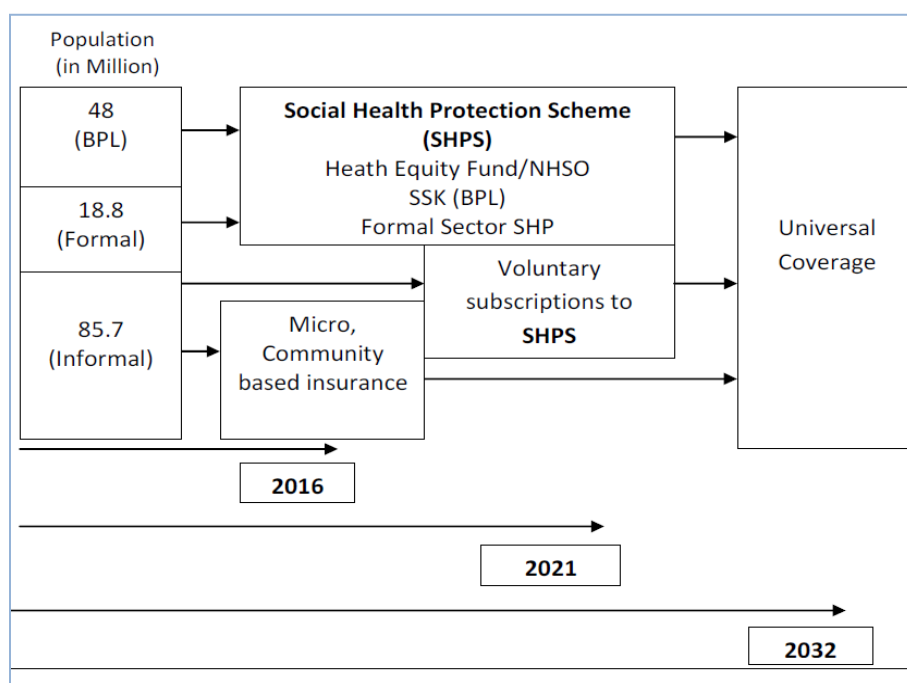 Population
(in Million)
48
(BPL)
18.8
(Formal)
85.7
(Informal)
Social Health Protection Scheme
(SHPS)
Heath Equity Fund/NHSO
SSK (BPL)
Formal Sector SHP
Voluntary
subscriptions to
SHPS
Micro,
Community
based insurance
Universal
Coverage
2016
2021
2032